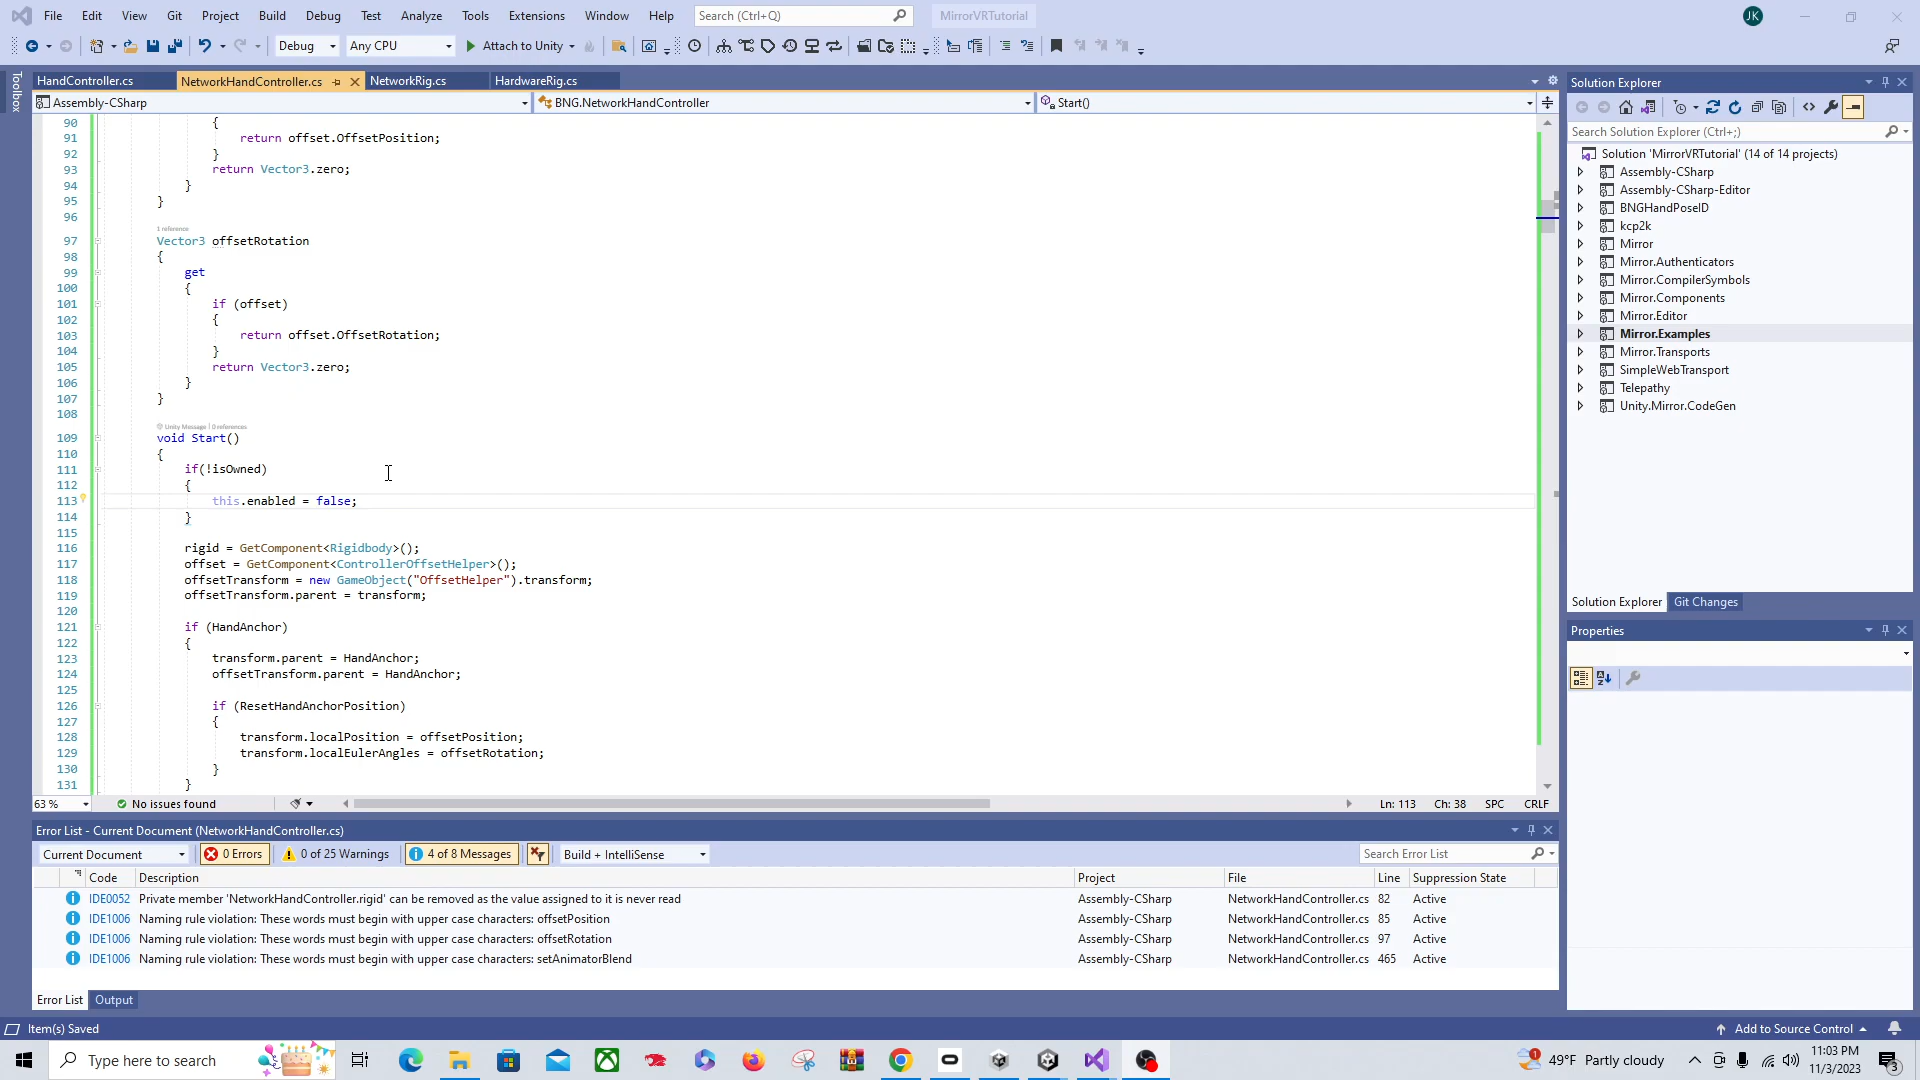 File Edit View Git Project Build Debug Test Analyze Tools Extensions Window Help Search (Ctrl+Q) MirrorVRTutorial JK
Debug Any CPU Attach to Unity
Toolbox
HandController.cs NetworkHandController.cs NetworkRig.cs HardwareRig.cs
Assembly-CSharp BNG.NetworkHandController Start()
90 {
91 return offset.OffsetPosition;
92 }
93 return Vector3.zero;
94 }
95 }
96
1 reference
97 Vector3 offsetRotation
98 {
99 get
100 {
101 if (offset)
102 {
103 return offset.OffsetRotation;
104 }
105 return Vector3.zero;
106 }
107 }
108
Unity Message | 0 references
109 void Start()
110 {
111 if(!isOwned)
112 {
113 this.enabled = false;
114 }
115
116 rigid = GetComponent<Rigidbody>();
117 offset = GetComponent<ControllerOffsetHelper>();
118 offsetTransform = new GameObject("OffsetHelper").transform;
119 offsetTransform.parent = transform;
120
121 if (HandAnchor)
122 {
123 transform.parent = HandAnchor;
124 offsetTransform.parent = HandAnchor;
125
126 if (ResetHandAnchorPosition)
127 {
128 transform.localPosition = offsetPosition;
129 transform.localEulerAngles = offsetRotation;
130 }
131 }
63 % No issues found Ln: 113 Ch: 38 SPC CRLF
Error List - Current Document (NetworkHandController.cs)
Current Document 0 Errors 0 of 25 Warnings 4 of 8 Messages Build + IntelliSense Search Error List
Code Description Project File Line Suppression State
IDE0052 Private member 'NetworkHandController.rigid' can be removed as the value assigned to it is never read Assembly-CSharp NetworkHandController.cs 82 Active
IDE1006 Naming rule violation: These words must begin with upper case characters: offsetPosition Assembly-CSharp NetworkHandController.cs 85 Active
IDE1006 Naming rule violation: These words must begin with upper case characters: offsetRotation Assembly-CSharp NetworkHandController.cs 97 Active
IDE1006 Naming rule violation: These words must begin with upper case characters: setAnimatorBlend Assembly-CSharp NetworkHandController.cs 465 Active
Error List Output
Solution Explorer
Search Solution Explorer (Ctrl+;)
Solution 'MirrorVRTutorial' (14 of 14 projects)
Assembly-CSharp
Assembly-CSharp-Editor
BNGHandPoseID
kcp2k
Mirror
Mirror.Authenticators
Mirror.CompilerSymbols
Mirror.Components
Mirror.Editor
Mirror.Examples
Mirror.Transports
SimpleWebTransport
Telepathy
Unity.Mirror.CodeGen
Solution Explorer Git Changes
Properties
Item(s) Saved Add to Source Control
Type here to search 1 49°F Partly cloudy 11:03 PM
11/3/2023 3